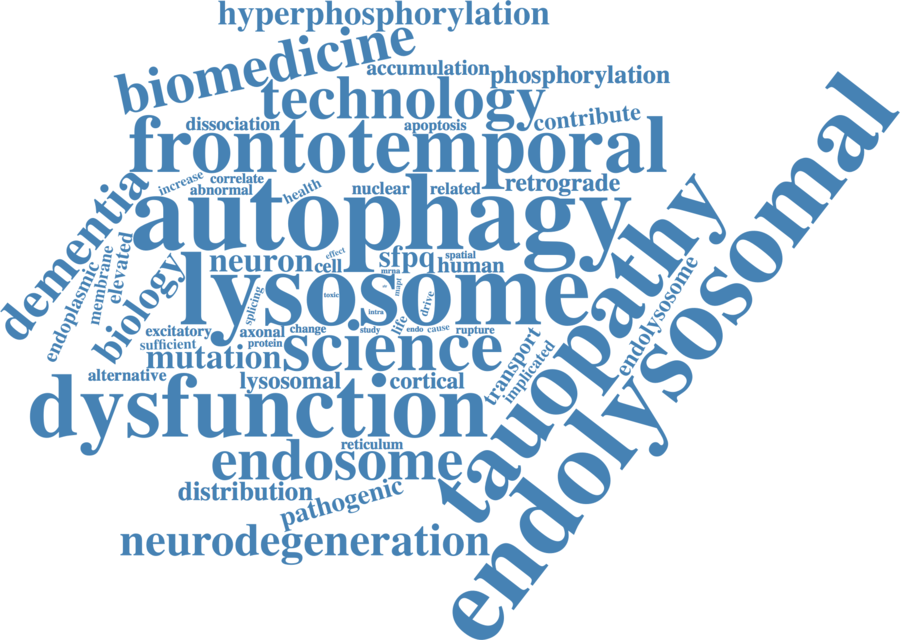 hyperphosphorylation
biomedicine
accumulation
phosphorylation
technology
dissociation
apoptosis
contribute
frontotemporal
increase
correlate
abnormal
health
nuclear
related
retrograde
dementia
autophagy
endoplasmic
membrane
elevated
biology
neuron
cell
effect
sfpq
mrna
spatial
human
lysosome
splicing
toxic
intra
mapt
drive
life
excitatory
axonal
change
study
endo
cause
rupture
sufficient
protein
mutation
science
transport
implicated
endolysosome
tauopathy
endolysosomal
alternative
lysosomal
cortical
dysfunction
reticulum
endosome
distribution
pathogenic
neurodegeneration